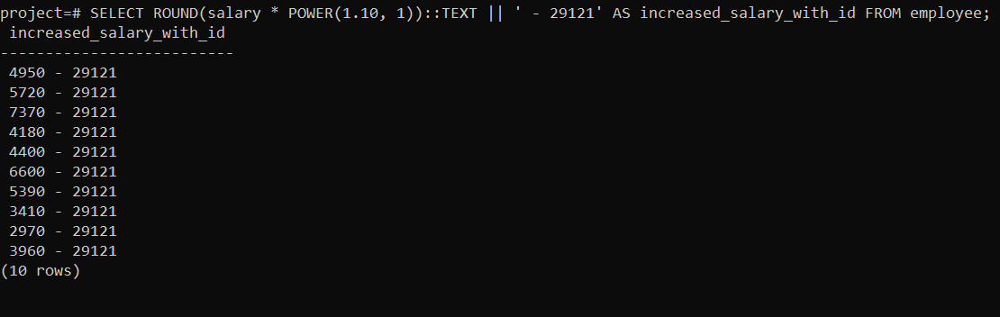 project=# SELECT ROUND(salary * POWER(1.10, 1))::TEXT || ' - 29121' AS increased_salary_with_id FROM employee;
 increased_salary_with_id
--------------------------
 4950 - 29121
 5720 - 29121
 7370 - 29121
 4180 - 29121
 4400 - 29121
 6600 - 29121
 5390 - 29121
 3410 - 29121
 2970 - 29121
 3960 - 29121
(10 rows)